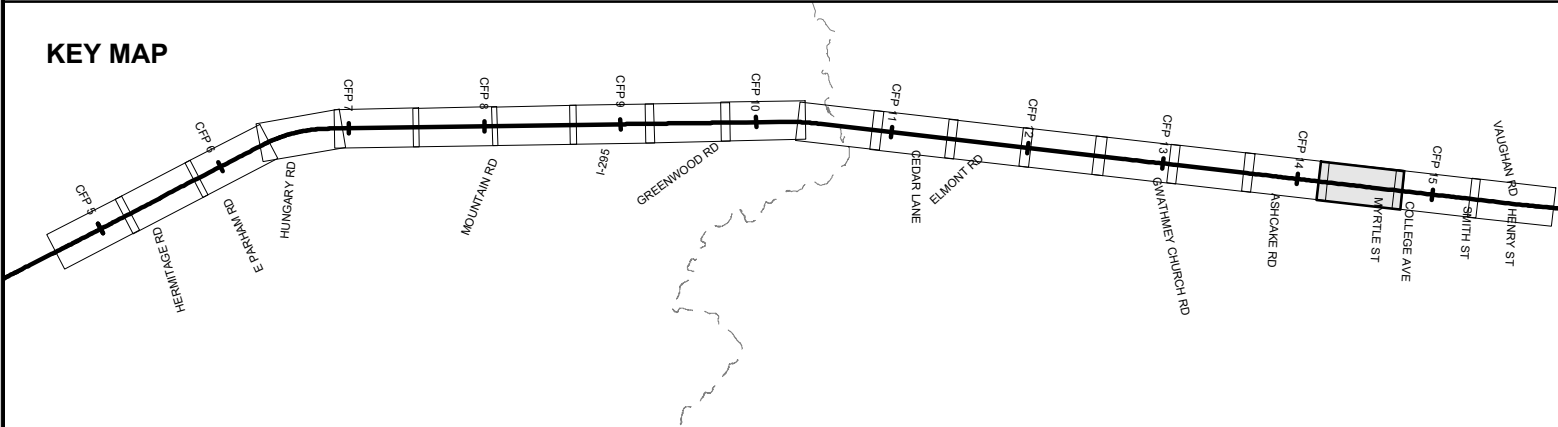 KEY MAP
CFP 5
CFP 6
CFP 7
CFP 8
CFP 9
CFP 10
CFP 11
CFP 12
CFP 13
CFP 14
CFP 15
HERMITAGE RD
E PARHAM RD
HUNGARY RD
MOUNTAIN RD
I-295
GREENWOOD RD
CEDAR LANE
ELMONT RD
GWATHMEY CHURCH RD
ASHCAKE RD
MYRTLE ST
COLLEGE AVE
SMITH ST
VAUGHAN RD
HENRY ST